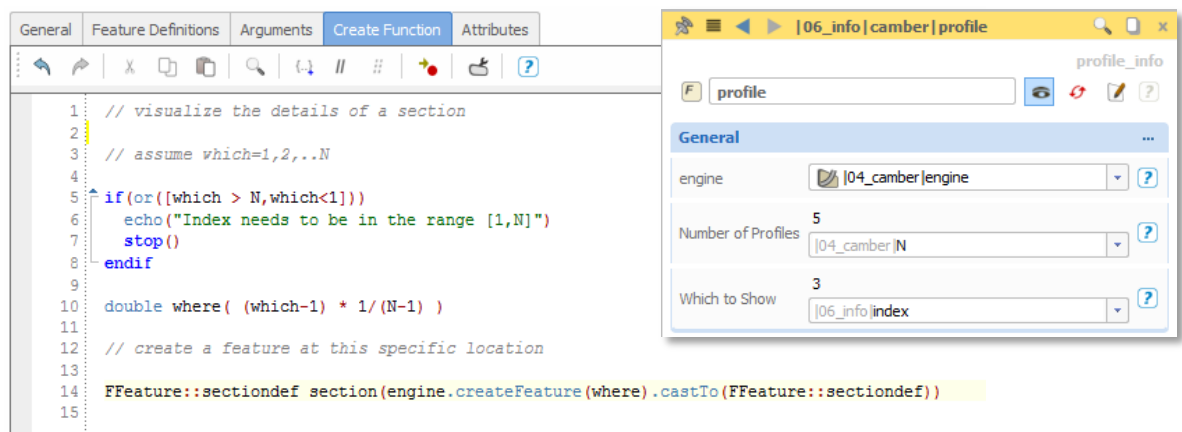 General Feature Definitions Arguments Create Function Attributes
1 // visualize the details of a section
2
3 // assume which=1,2,..N
4
5 if(or([which > N,which<1]))
6 echo("Index needs to be in the range [1,N]")
7 stop()
8 endif
9
10 double where( (which-1) * 1/(N-1) )
11
12 // create a feature at this specific location
13
14 FFeature::sectiondef section(engine.createFeature(where).castTo(FFeature::sectiondef))
15
|06_info|camber|profile
profile_info
F profile
General ...
engine |04_camber|engine ?
5
Number of Profiles |04_camber|N ?
3
Which to Show |06_info|index ?